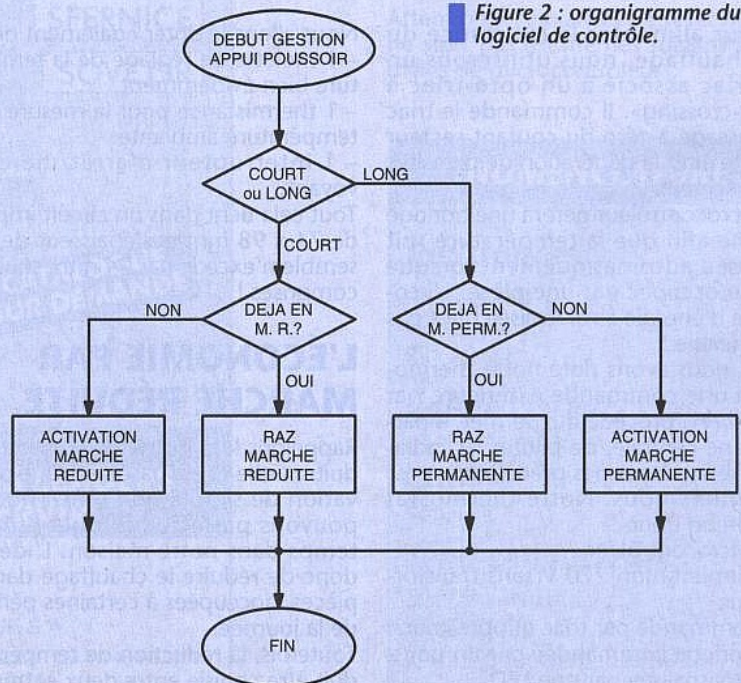 Figure 2 : organigramme du
logiciel de contrôle.
DEBUT GESTION
APPUI POUSSOIR
COURT
ou LONG
LONG
COURT
NON
DEJA EN
M. R.?
DEJA EN
M. PERM.?
NON
OUI
OUI
ACTIVATION
MARCHE
REDUITE
RAZ
MARCHE
REDUITE
RAZ
MARCHE
PERMANENTE
ACTIVATION
MARCHE
PERMANENTE
FIN